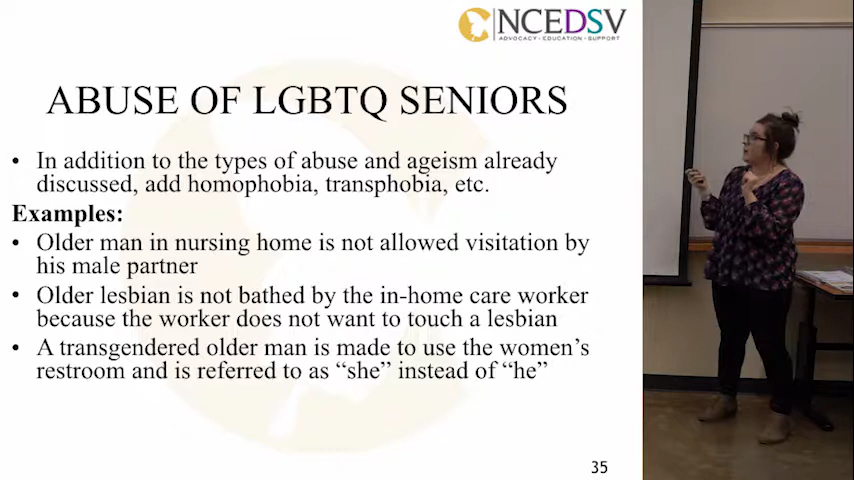 NCEDSV
ADVOCACY · EDUCATION · SUPPORT
ABUSE OF LGBTQ SENIORS
• In addition to the types of abuse and ageism already
discussed, add homophobia, transphobia, etc.
Examples:
• Older man in nursing home is not allowed visitation by
his male partner
• Older lesbian is not bathed by the in-home care worker
because the worker does not want to touch a lesbian
• A transgendered older man is made to use the women’s
restroom and is referred to as “she” instead of “he”
35